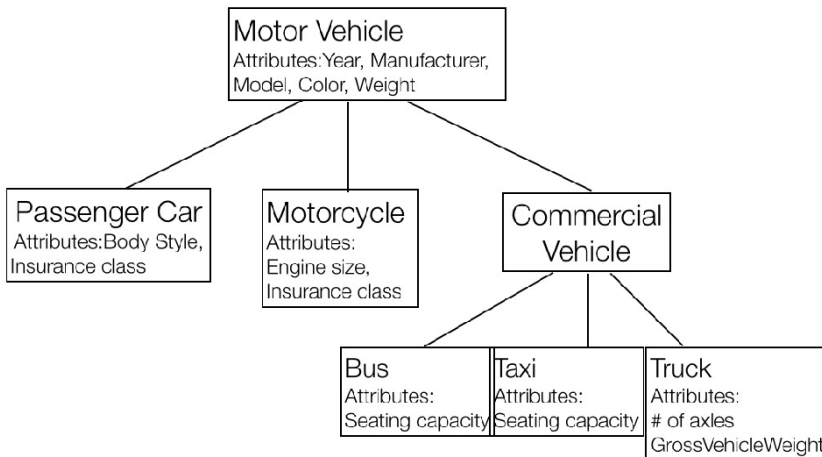 Motor Vehicle
Attributes:Year, Manufacturer,
Model, Color, Weight
Passenger Car
Attributes:Body Style,
Insurance class
Motorcycle
Attributes:
Engine size,
Insurance class
Commercial
Vehicle
Bus
Attributes:
Seating capacity
Taxi
Attributes:
Seating capacity
Truck
Attributes:
# of axles
GrossVehicleWeight